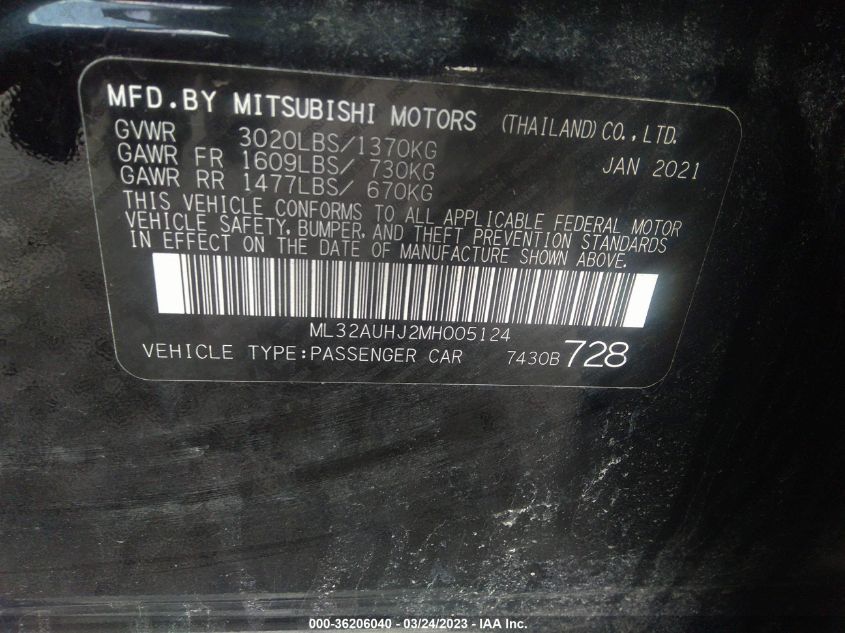 MFD.BY MITSUBISHI MOTORS (THAILAND) CO., LTD.
GVWR 3020LBS/1370KG JAN 2021
GAWR FR 1609LBS/ 730KG
GAWR RR 1477LBS/ 670KG
THIS VEHICLE CONFORMS TO ALL APPLICABLE FEDERAL MOTOR
VEHICLE SAFETY, BUMPER, AND THEFT PREVENTION STANDARDS
IN EFFECT ON THE DATE OF MANUFACTURE SHOWN ABOVE.
ML32AUHJ2MH005124
VEHICLE TYPE:PASSENGER CAR 7430B 728
000-36206040 - 03/24/2023 - IAA Inc.